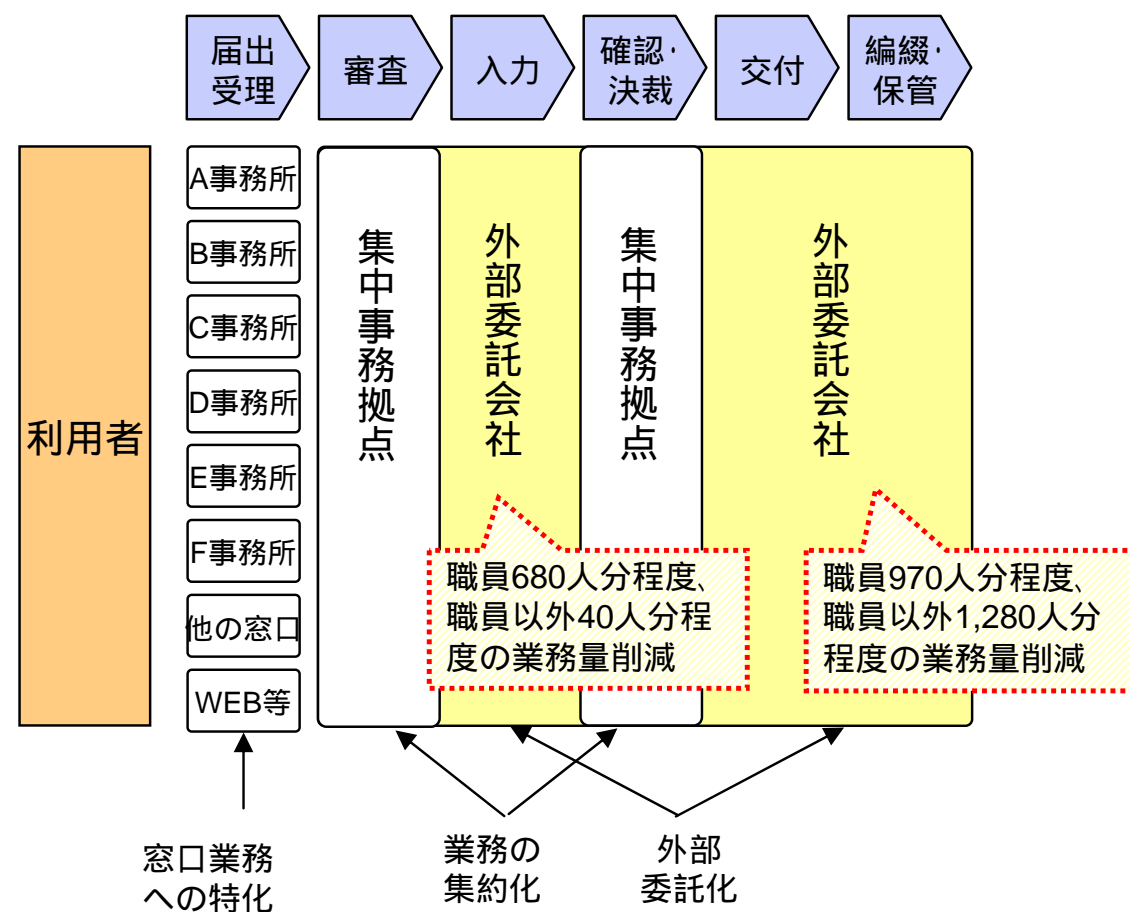 届出
受理
審査
入力
確認・
決裁
交付
編綴・
保管
利用者
A事務所
B事務所
C事務所
D事務所
E事務所
F事務所
他の窓口
WEB等
集中事務拠点
外部委託会社
集中事務拠点
外部委託会社
職員680人分程度、
職員以外40人分程
度の業務量削減
職員970人分程度、
職員以外1,280人分
程度の業務量削減
窓口業務
への特化
業務の
集約化
外部
委託化